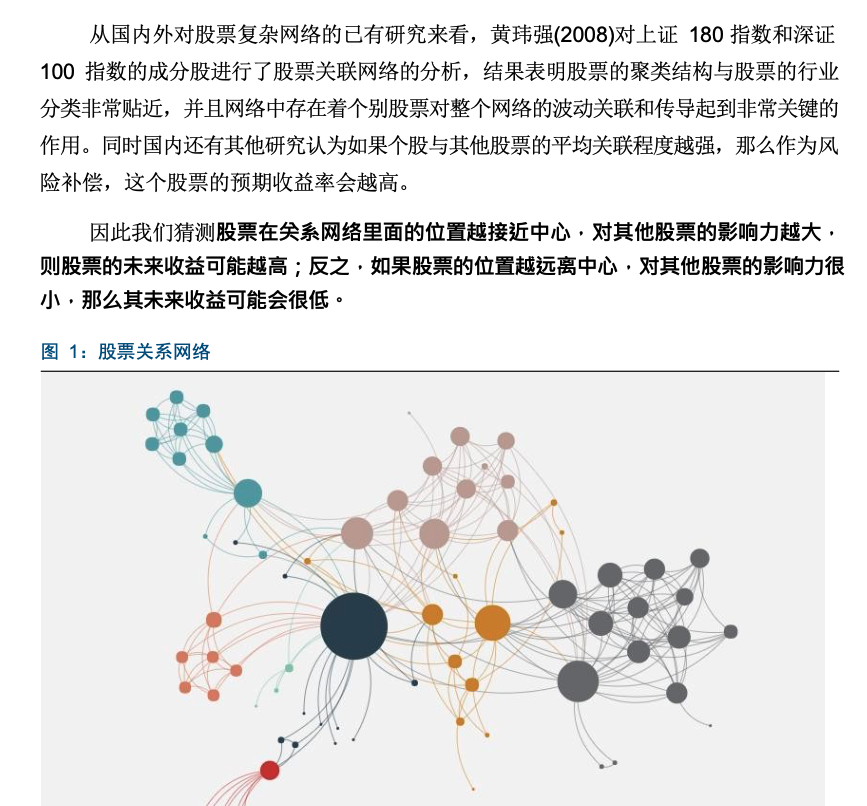 从国内外对股票复杂网络的已有研究来看，黄玮强(2008)对上证 180 指数和深证
100 指数的成分股进行了股票关联网络的分析，结果表明股票的聚类结构与股票的行业
分类非常贴近，并且网络中存在着个别股票对整个网络的波动关联和传导起到非常关键的
作用。同时国内还有其他研究认为如果个股与其他股票的平均关联程度越强，那么作为风
险补偿，这个股票的预期收益率会越高。
因此我们猜测股票在关系网络里面的位置越接近中心，对其他股票的影响力越大，
则股票的未来收益可能越高；反之，如果股票的位置越远离中心，对其他股票的影响力很
小，那么其未来收益可能会很低。
图 1：股票关系网络